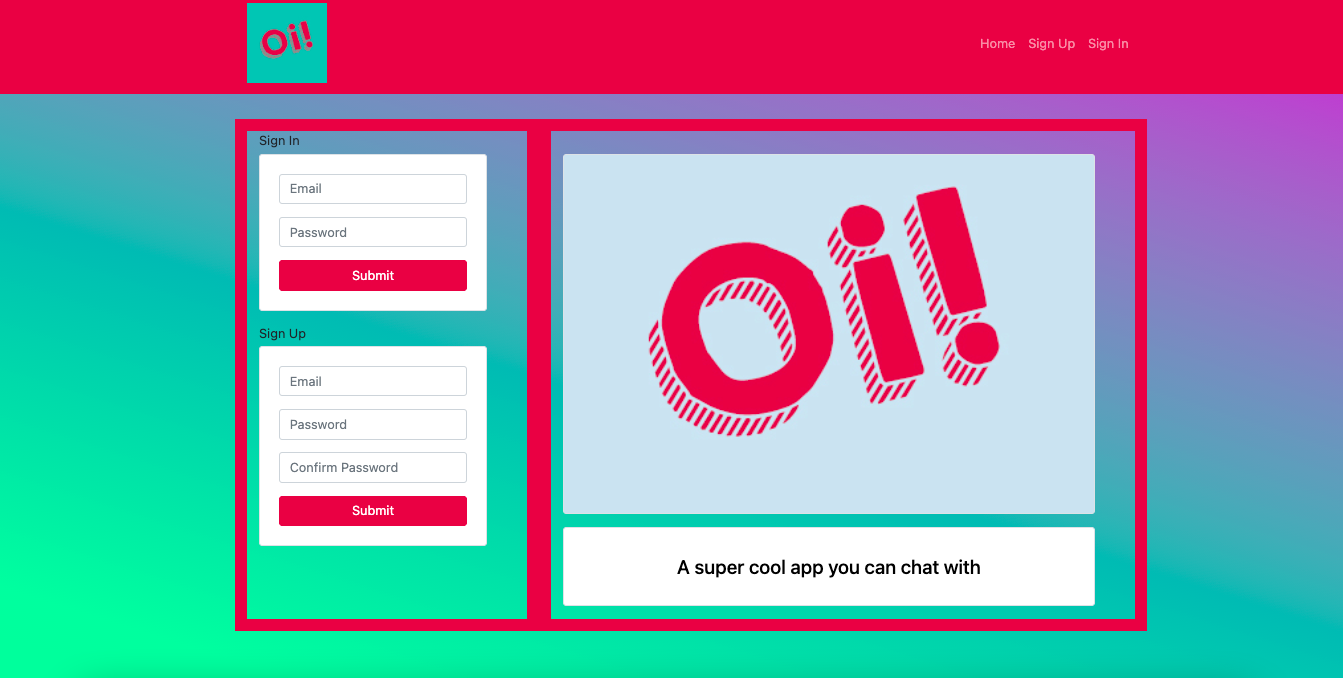 Oi!
Home Sign Up Sign In
Sign In
Email
Password
Submit
Sign Up
Email
Password
Confirm Password
Submit
Oi!
A super cool app you can chat with